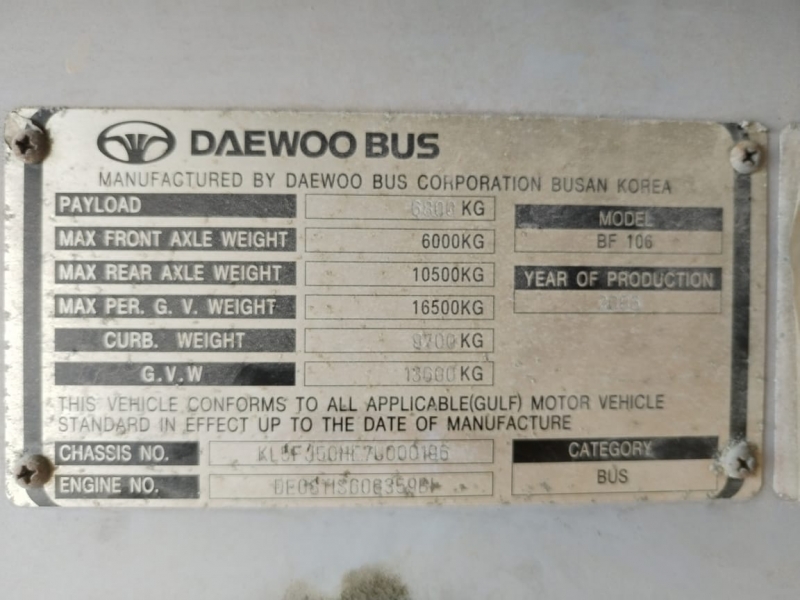 DAEWOO BUS
MANUFACTURED BY DAEWOO BUS CORPORATION BUSAN KOREA
PAYLOAD KG
MODEL
MAX FRONT AXLE WEIGHT 6000KG
BF 106
MAX REAR AXLE WEIGHT 10500KG
YEAR OF PRODUCTION
MAX PER. G. V. WEIGHT 16500KG
CURB. WEIGHT KG
G.V.W KG
THIS VEHICLE CONFORMS TO ALL APPLICABLE(GULF) MOTOR VEHICLE
STANDARD IN EFFECT UP TO THE DATE OF MANUFACTURE
CHASSIS NO.
CATEGORY
ENGINE NO.
BUS